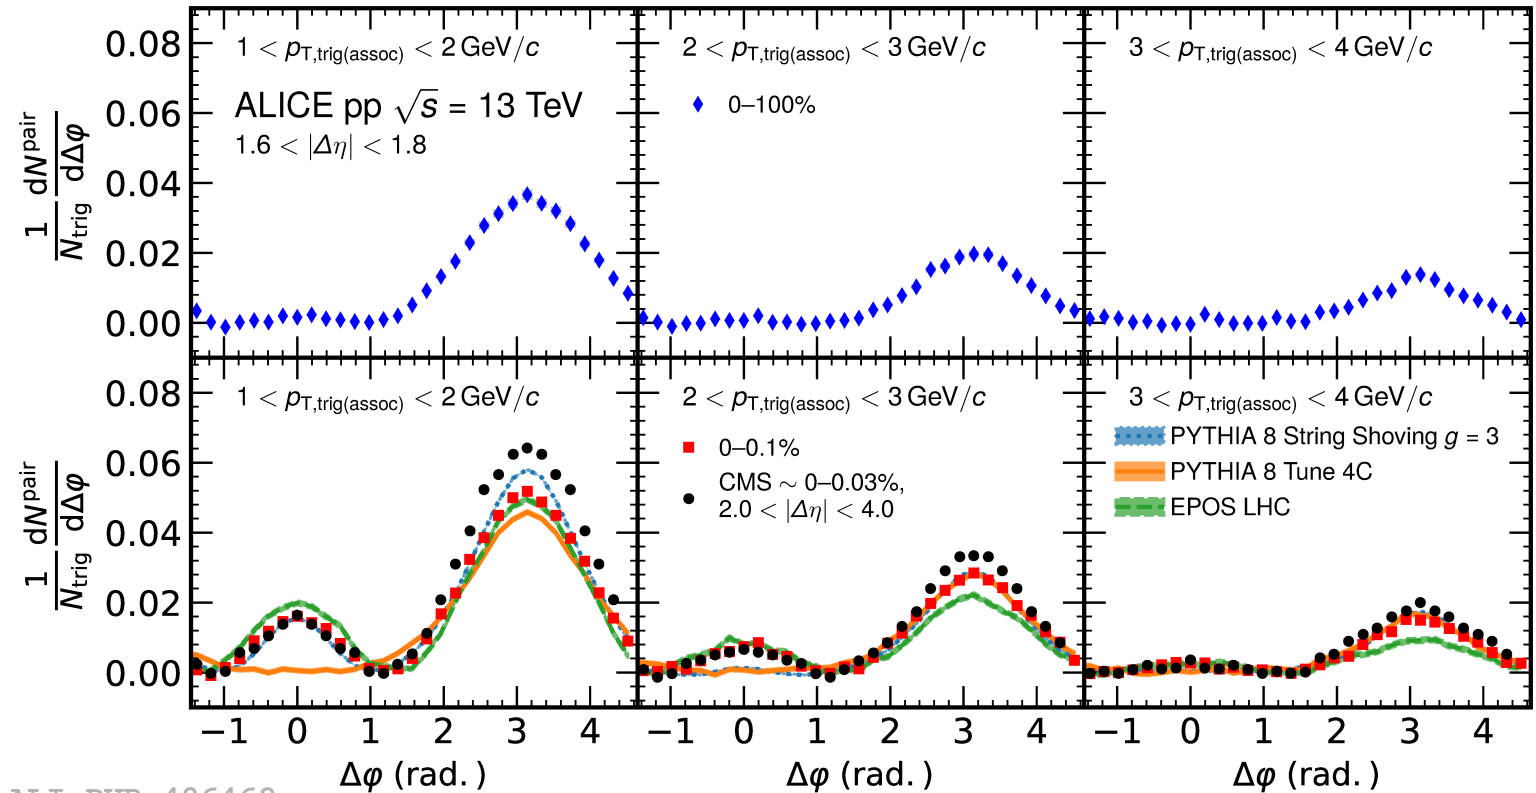 1 < p_T,trig(assoc) < 2 GeV/c
2 < p_T,trig(assoc) < 3 GeV/c
3 < p_T,trig(assoc) < 4 GeV/c
ALICE pp √s = 13 TeV
1.6 < |Δη| < 1.8
0–100%
1/N_trig dN^pair/dΔφ
0.08
0.06
0.04
0.02
0.00
1 < p_T,trig(assoc) < 2 GeV/c
2 < p_T,trig(assoc) < 3 GeV/c
3 < p_T,trig(assoc) < 4 GeV/c
0–0.1%
CMS ∼ 0–0.03%,
2.0 < |Δη| < 4.0
PYTHIA 8 String Shoving g = 3
PYTHIA 8 Tune 4C
EPOS LHC
1/N_trig dN^pair/dΔφ
0.08
0.06
0.04
0.02
0.00
−1 0 1 2 3 4
−1 0 1 2 3 4
−1 0 1 2 3 4
Δφ (rad.)
Δφ (rad.)
Δφ (rad.)